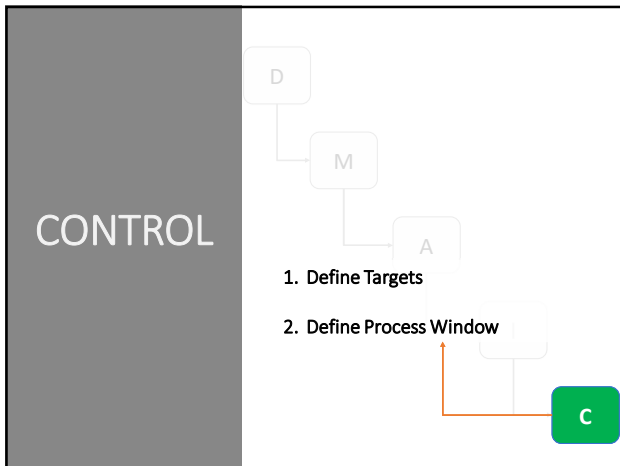 D
M
CONTROL
A
1. Define Targets
2. Define Process Window
C